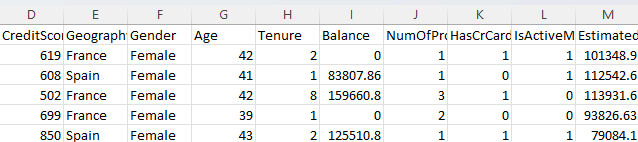 D E F G H I J K L M
CreditScor Geography Gender Age Tenure Balance NumOfPro HasCrCard IsActiveM Estimated
619 France Female 42 2 0 1 1 1 101348.9
608 Spain Female 41 1 83807.86 1 0 1 112542.6
502 France Female 42 8 159660.8 3 1 0 113931.6
699 France Female 39 1 0 2 0 0 93826.63
850 Spain Female 43 2 125510.8 1 1 1 79084.1